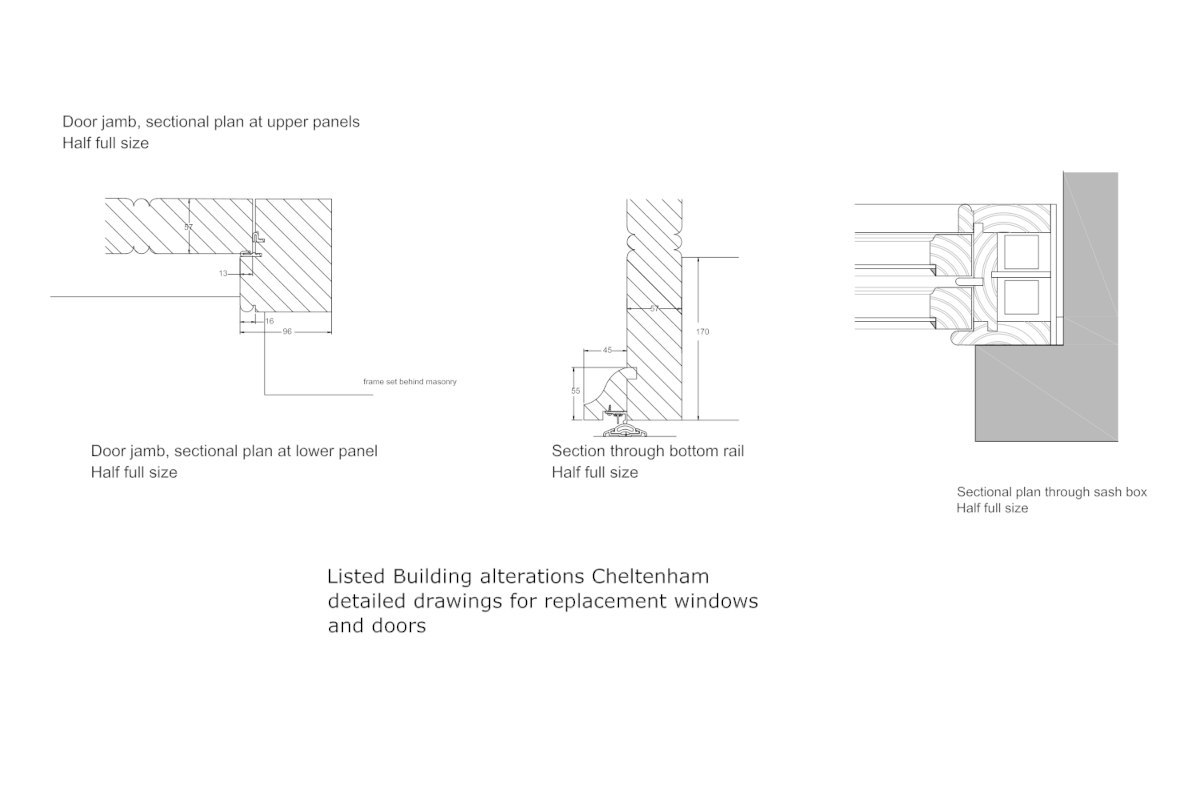 Door jamb, sectional plan at upper panels
Half full size
57
13
16
96
frame set behind masonry
Door jamb, sectional plan at lower panel
Half full size
67
170
45
55
Section through bottom rail
Half full size
Sectional plan through sash box
Half full size
Listed Building alterations Cheltenham
detailed drawings for replacement windows
and doors